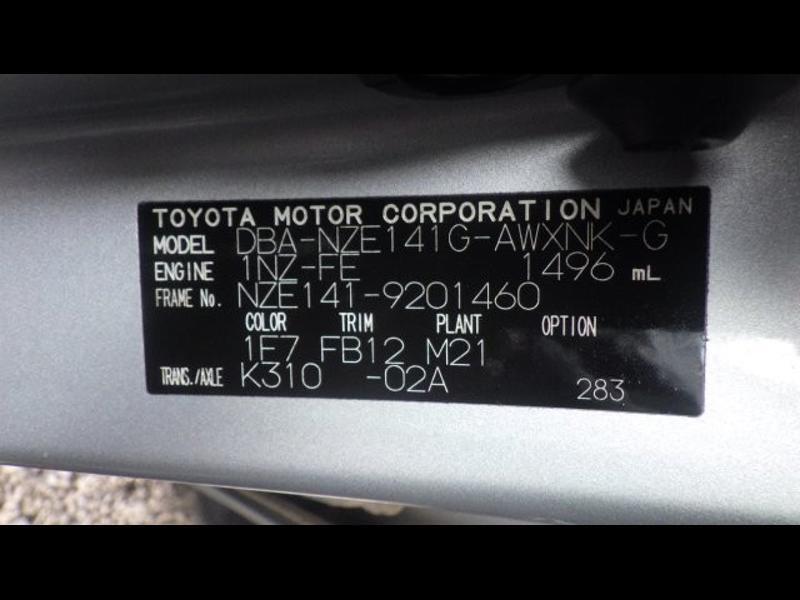 TOYOTA MOTOR CORPORATION JAPAN
MODEL DBA-NZE141G-AWXNK-G
ENGINE 1NZ-FE 1496 mL
FRAME No. NZE141-9201460
COLOR TRIM PLANT OPTION
1E7 FB12 M21
TRANS./AXLE K310 -02A 283